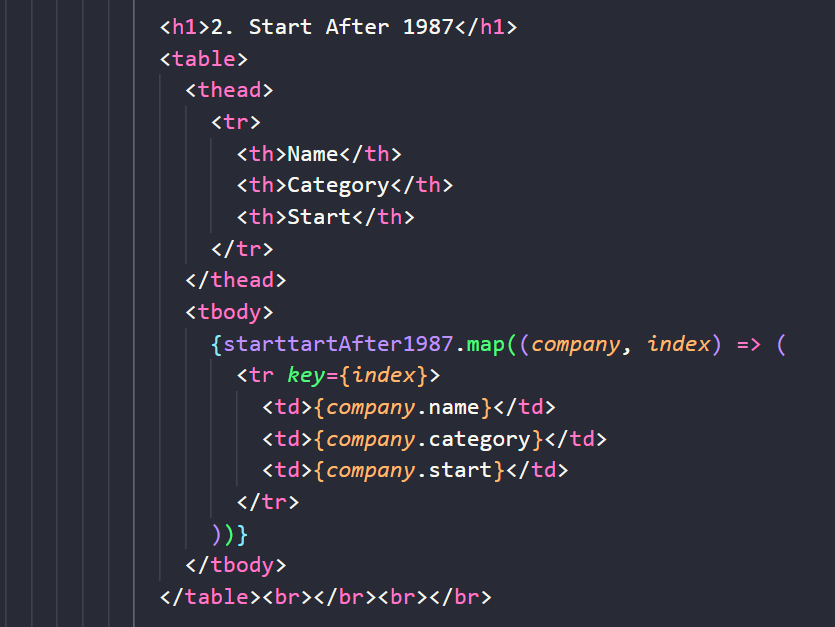 <h1>2. Start After 1987</h1>
<table>
<thead>
<tr>
<th>Name</th>
<th>Category</th>
<th>Start</th>
</tr>
</thead>
<tbody>
{starttartAfter1987.map((company, index) => (
<tr key={index}>
<td>{company.name}</td>
<td>{company.category}</td>
<td>{company.start}</td>
</tr>
))}
</tbody>
</table><br></br><br></br>